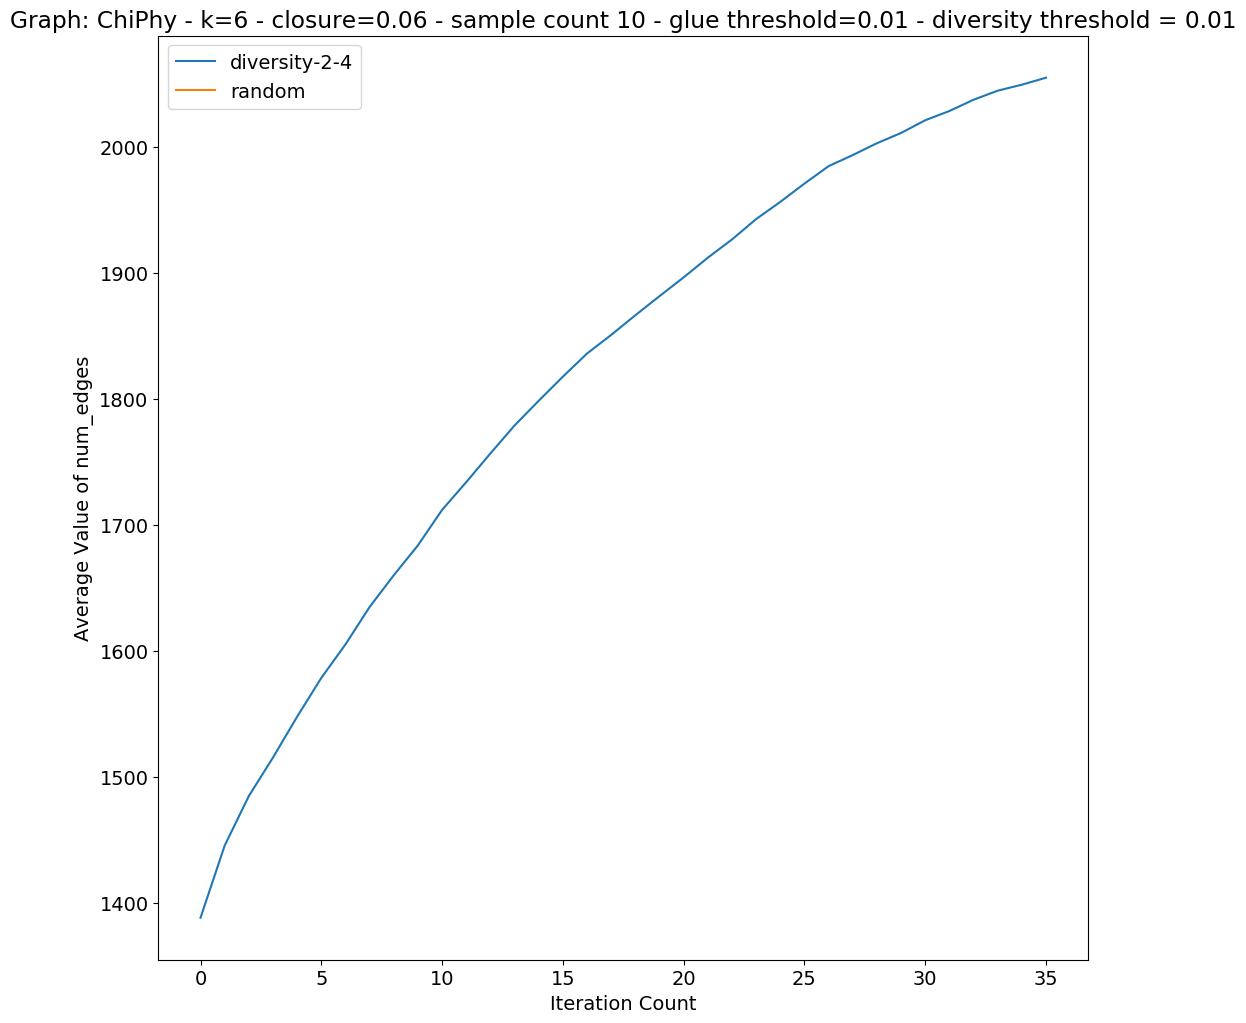 Graph: ChiPhy - k=6 - closure=0.06 - sample count 10 - glue threshold=0.01 - diversity threshold = 0.01
diversity-2-4
random
Average Value of num_edges
2000
1900
1800
1700
1600
1500
1400
0 5 10 15 20 25 30 35
Iteration Count